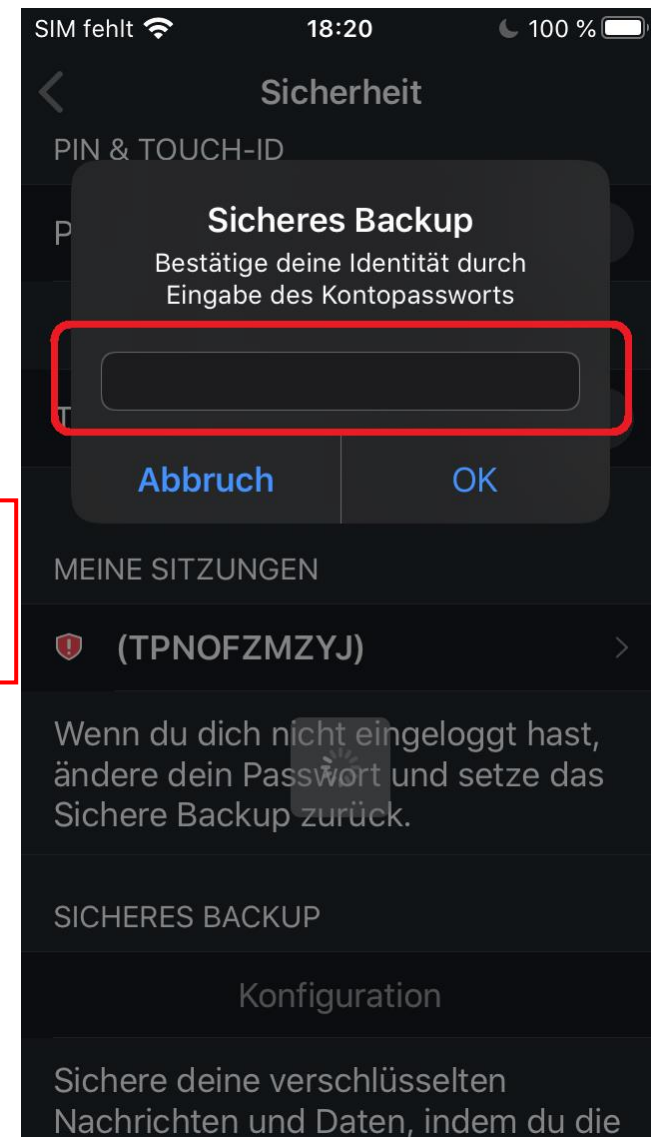 SIM fehlt 18:20 100 %
Sicherheit
PIN & TOUCH-ID
P
Sicheres Backup
Bestätige deine Identität durch
Eingabe des Kontopassworts
T
Abbruch OK
MEINE SITZUNGEN
(TPNOFZMZYJ)
Wenn du dich nicht eingeloggt hast,
ändere dein Passwort und setze das
Sichere Backup zurück.
SICHERES BACKUP
Konfiguration
Sichere deine verschlüsselten
Nachrichten und Daten, indem du die